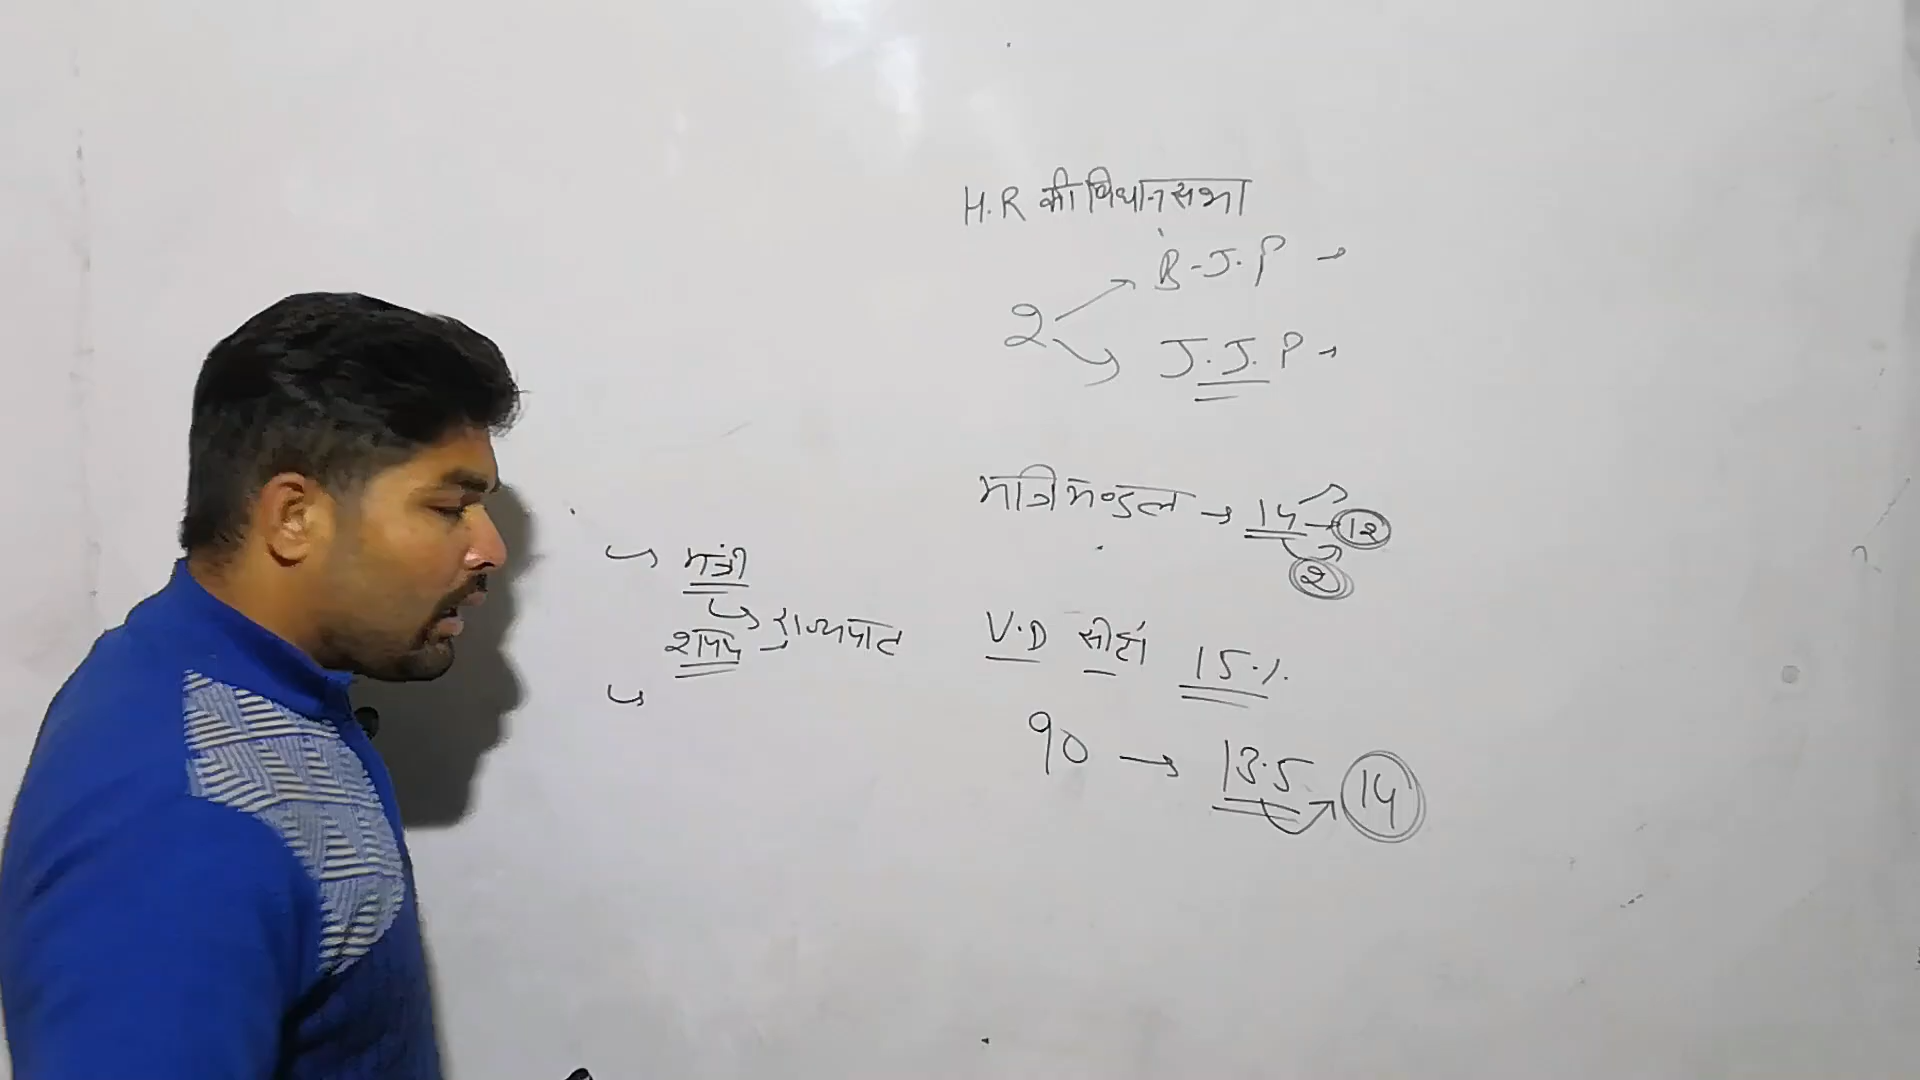 H.R की विधानसभा
B.J.P →
2
J.J.P →
मंत्रिमण्डल → 14 → 12
2
मंत्री
शपथ → राज्यपाल
V.D सीटों 15%
90 → 13.5 14